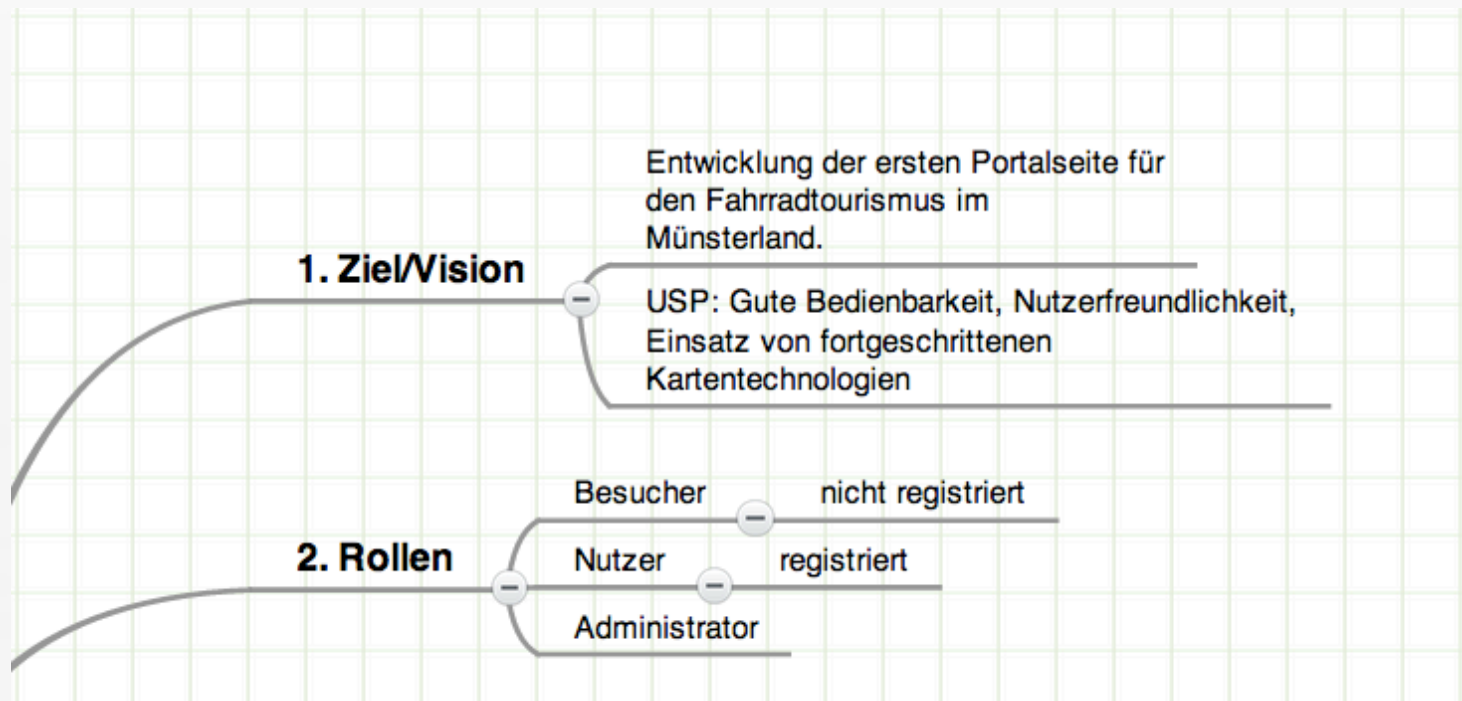 1. Ziel/Vision
Entwicklung der ersten Portalseite für
den Fahrradtourismus im
Münsterland.
USP: Gute Bedienbarkeit, Nutzerfreundlichkeit,
Einsatz von fortgeschrittenen
Kartentechnologien
2. Rollen
Besucher nicht registriert
Nutzer registriert
Administrator